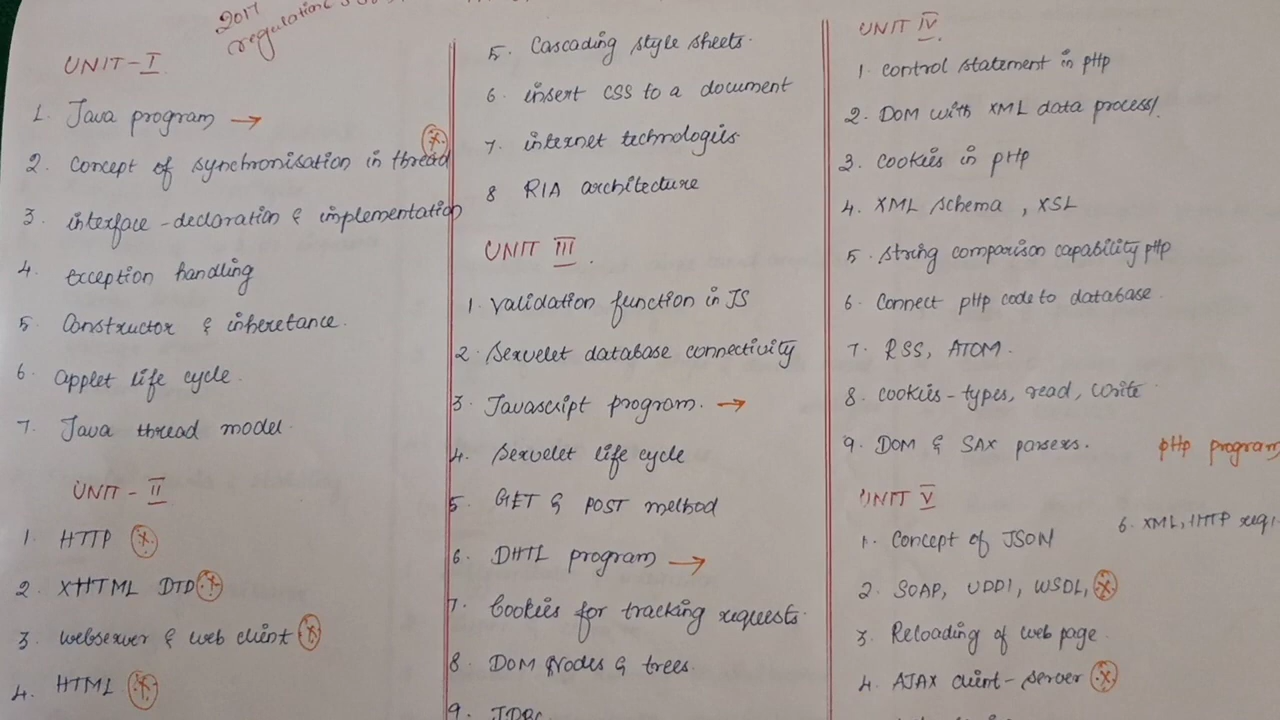 2017
regulation
UNIT-I
1. Java program →
2. Concept of synchronisation in thread
3. interface - declaration & implementation
4. exception handling
5 Constructor & inheretance.
6. applet life cycle.
7. Java thread model.
UNIT - II
1. HTTP
2. XHTML DTD
3. webserver & web client
4. HTML
5. Cascading style sheets.
6. insert CSS to a document
7. internet technologies
8 RIA architecture
UNIT III.
1. validation function in JS
2. servelet database connectivity
3. Javascript program. →
4. servelet life cycle
5. GET & POST method
6. DHTL program →
7. Cookies for tracking requests.
8. DOM Nodes & trees.
9. JDBC
UNIT IV.
1. control statement in pHp
2. DOM with XML data process
3. cookies in pHp
4. XML schema, XSL
5. string comparison capability pHp
6. Connect pHp code to database.
7. RSS, ATOM.
8. cookies - types, read, write
9. DOM & SAX parsers.
pHp program
UNIT V
1. Concept of JSON
2. SOAP, UDDI, WSDL,
3. Reloading of web page.
4. AJAX client - server
6. XML, HTTP requ